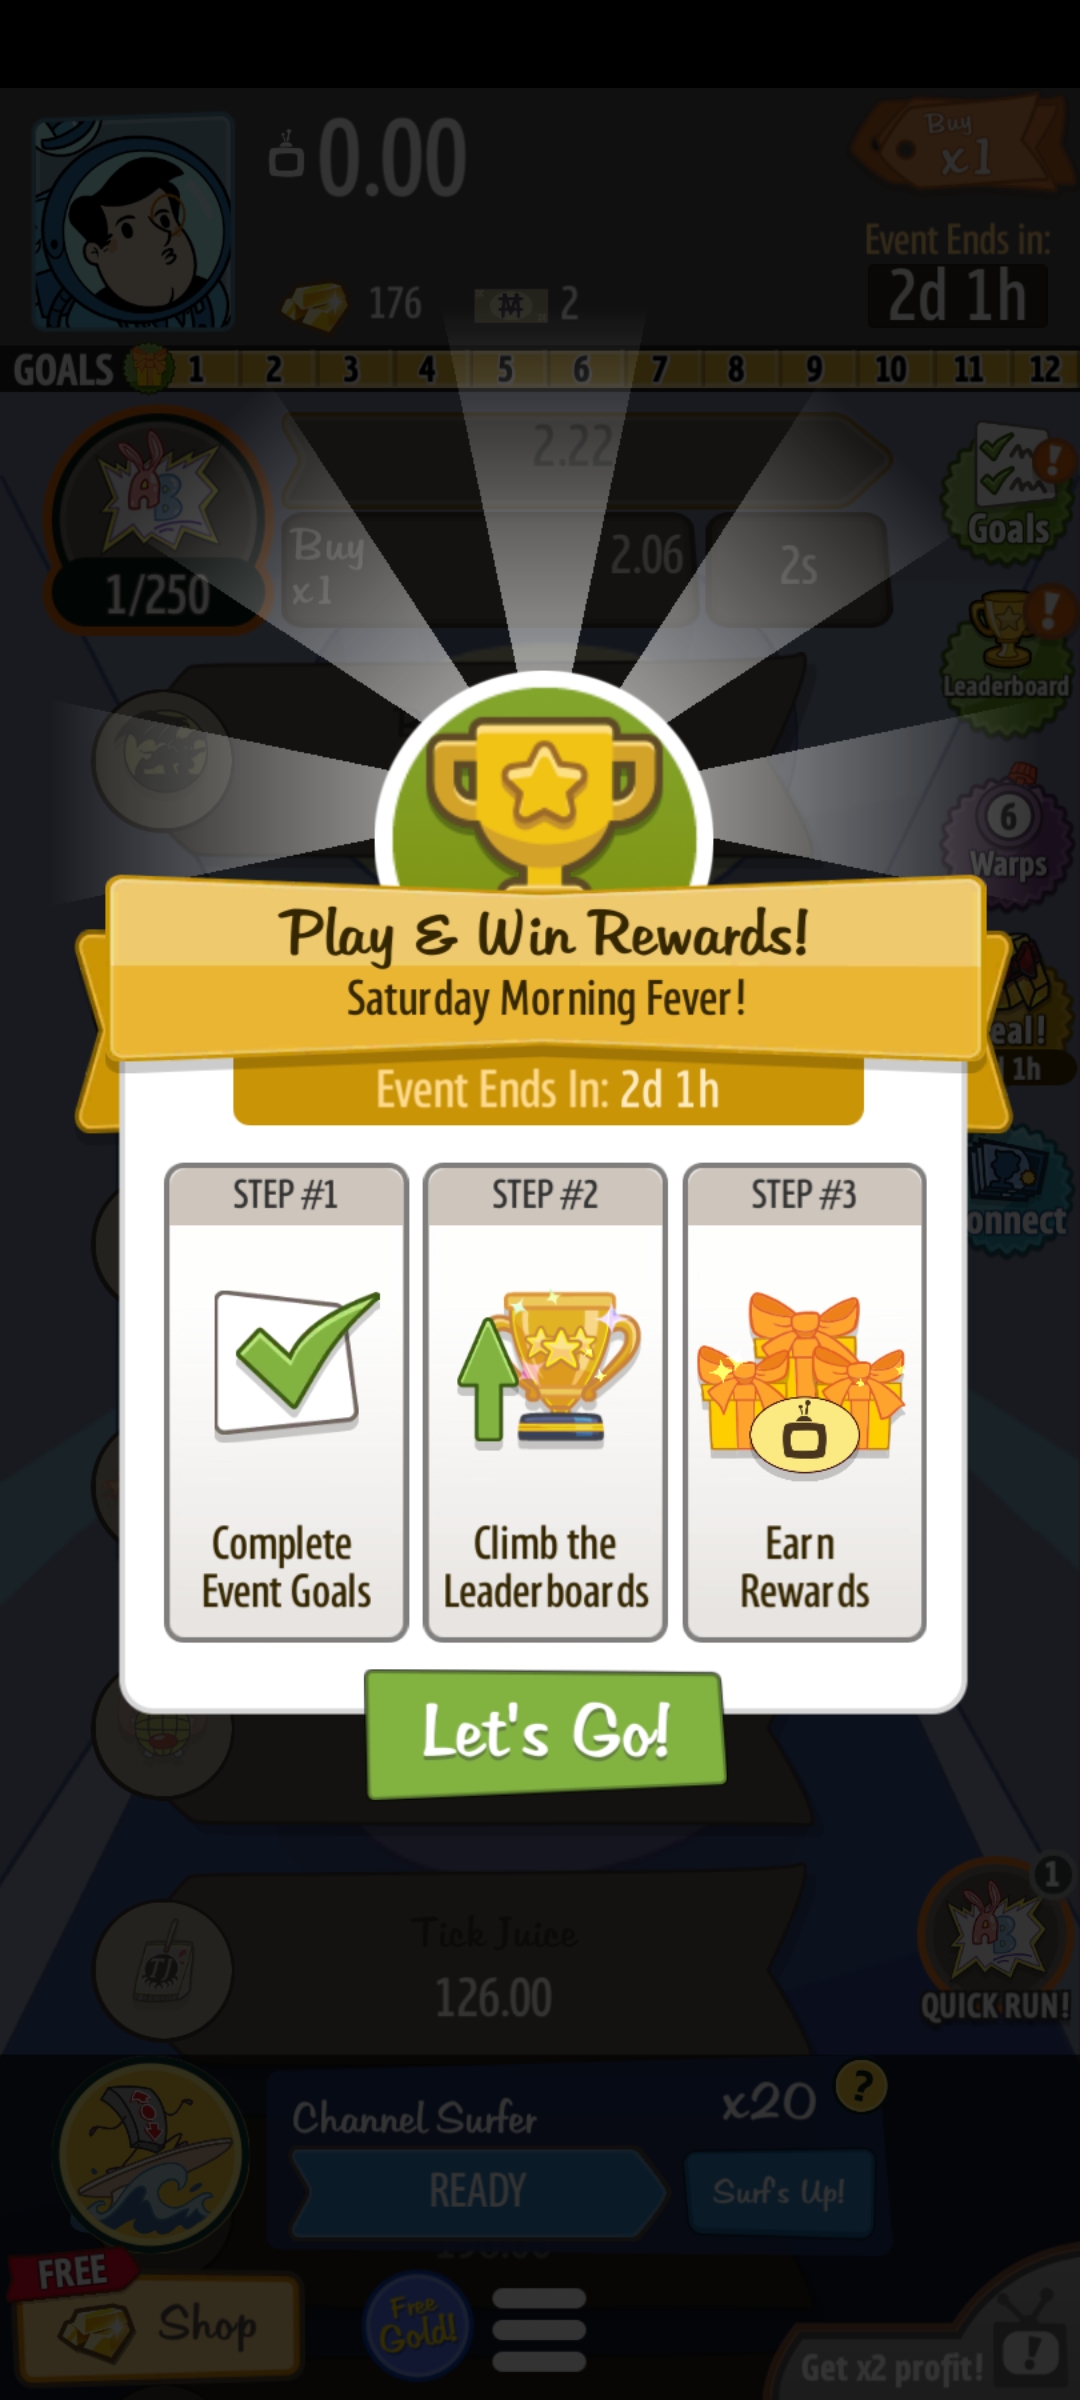 0.00
Buy
x1
Event Ends in:
2d 1h
176
2
GOALS 1 2 3 4 5 6 7 8 9 10 11 12
AB
2.22
1/250
Buy
x1
2.06
2s
Goals
Leaderboard
6
Warps
eal!
1h
onnect
Play & Win Rewards!
Saturday Morning Fever!
Event Ends In: 2d 1h
STEP #1
STEP #2
STEP #3
Complete
Event Goals
Climb the
Leaderboards
Earn
Rewards
Let's Go!
Tick Juice
126.00
TJ
1
AB
QUICK RUN!
Channel Surfer
x20
?
READY
Surf's Up!
FREE
Shop
Free
Gold!
Get x2 profit!